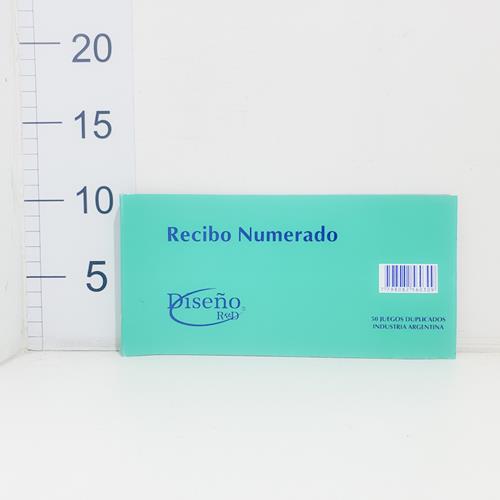 20
15
10
5
Recibo Numerado
Diseño
R&D
50 JUEGOS DUPLICADOS
INDUSTRIA ARGENTINA